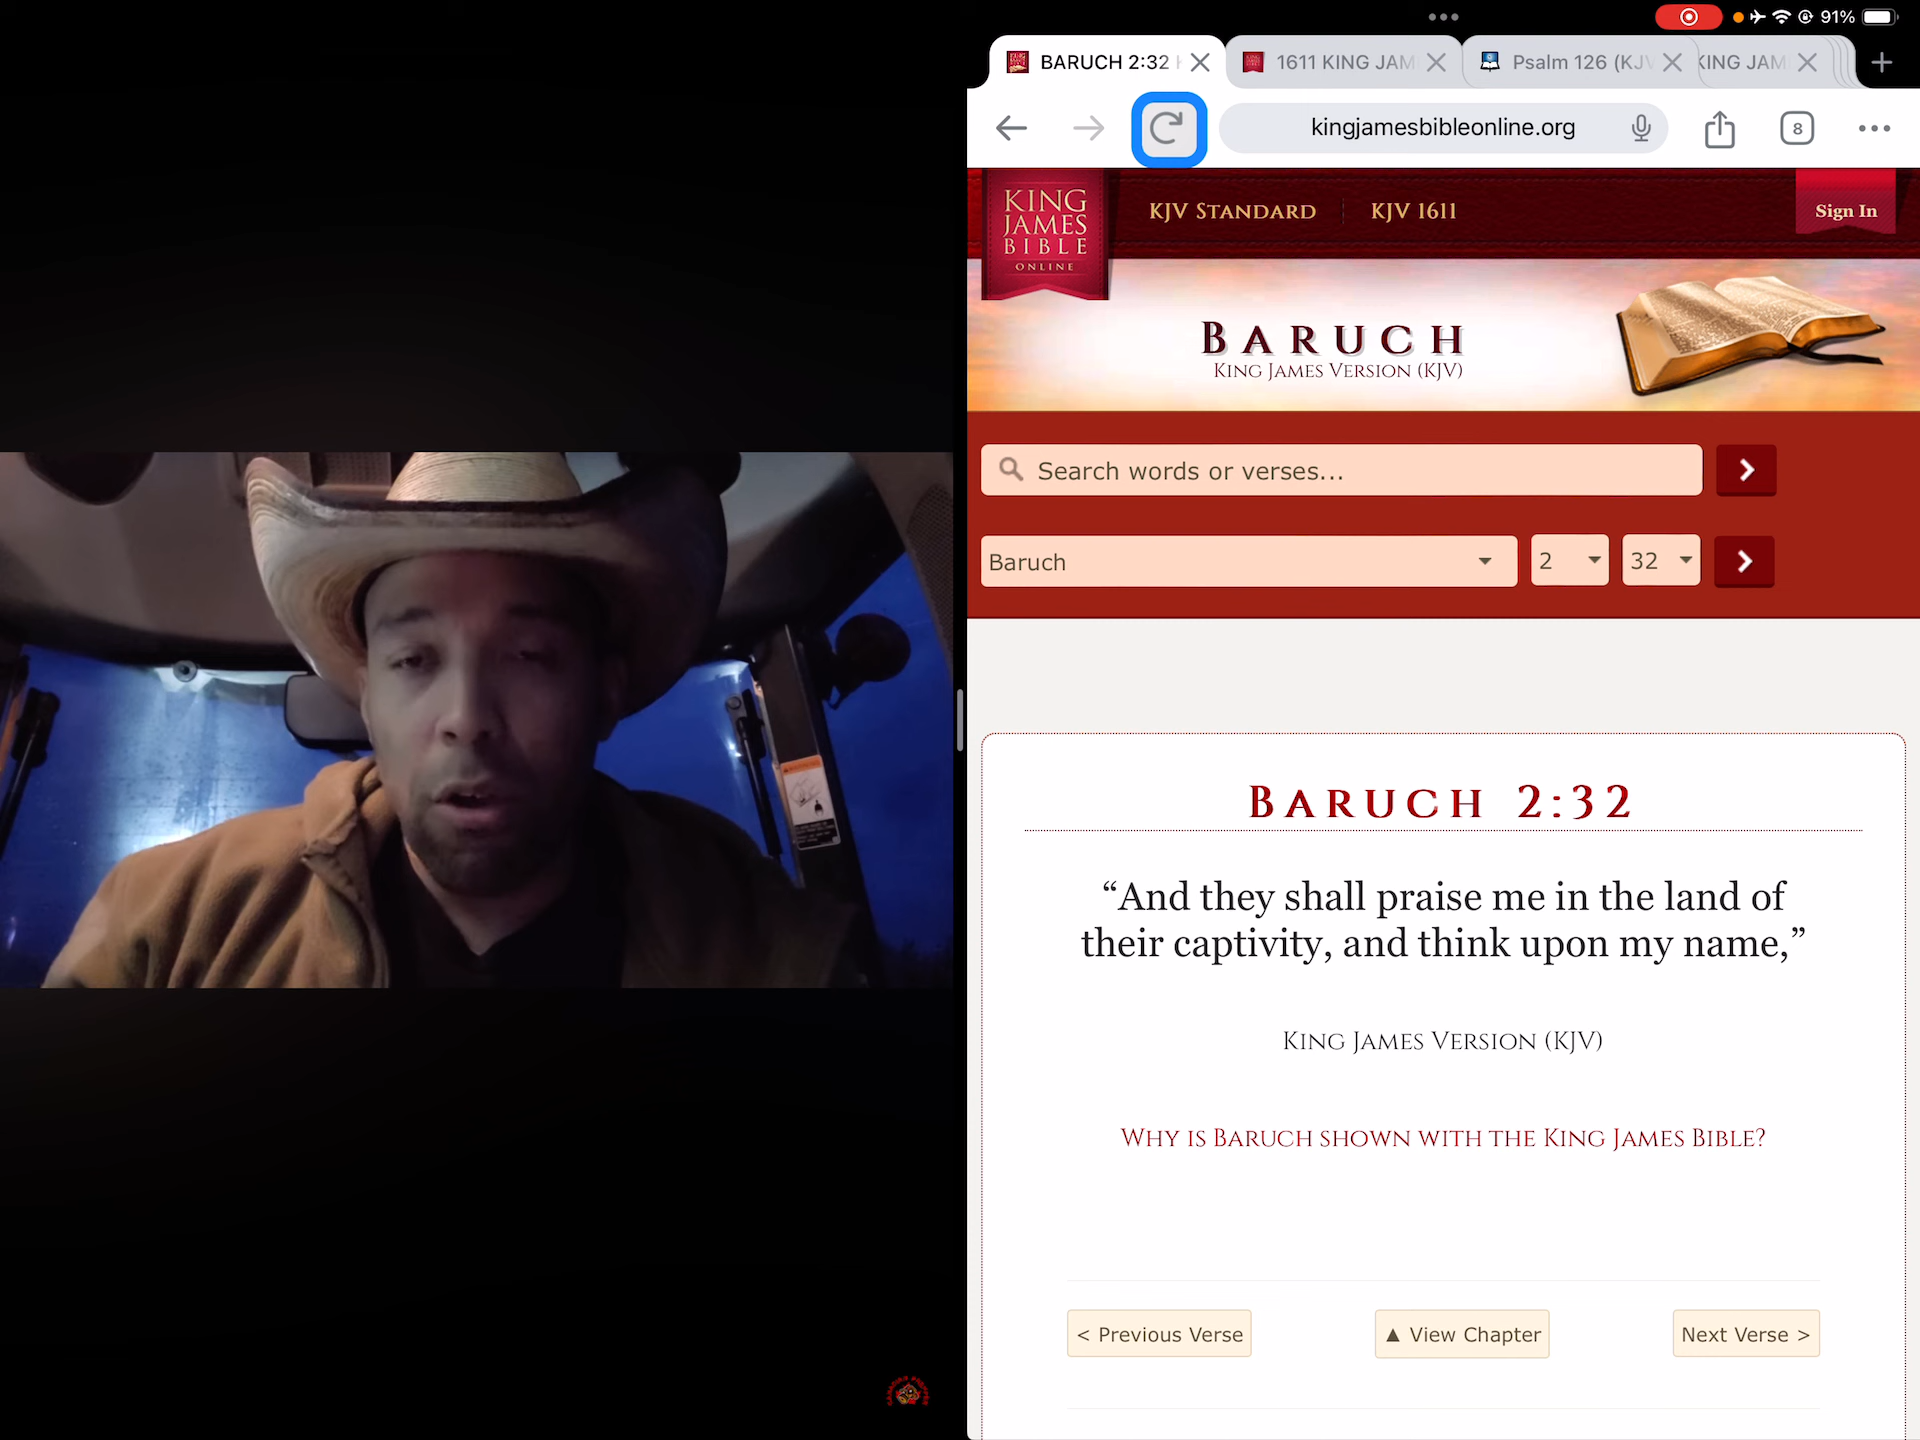 91%
BARUCH 2:32
1611 KING JAM
Psalm 126 (KJV
KING JAM
kingjamesbibleonline.org
8
KING
JAMES
BIBLE
ONLINE
KJV STANDARD
KJV 1611
Sign In
BARUCH
KING JAMES VERSION (KJV)
Search words or verses...
Baruch
2
32
BARUCH 2:32
“And they shall praise me in the land of
their captivity, and think upon my name,”
KING JAMES VERSION (KJV)
WHY IS BARUCH SHOWN WITH THE KING JAMES BIBLE?
< Previous Verse
▲ View Chapter
Next Verse >